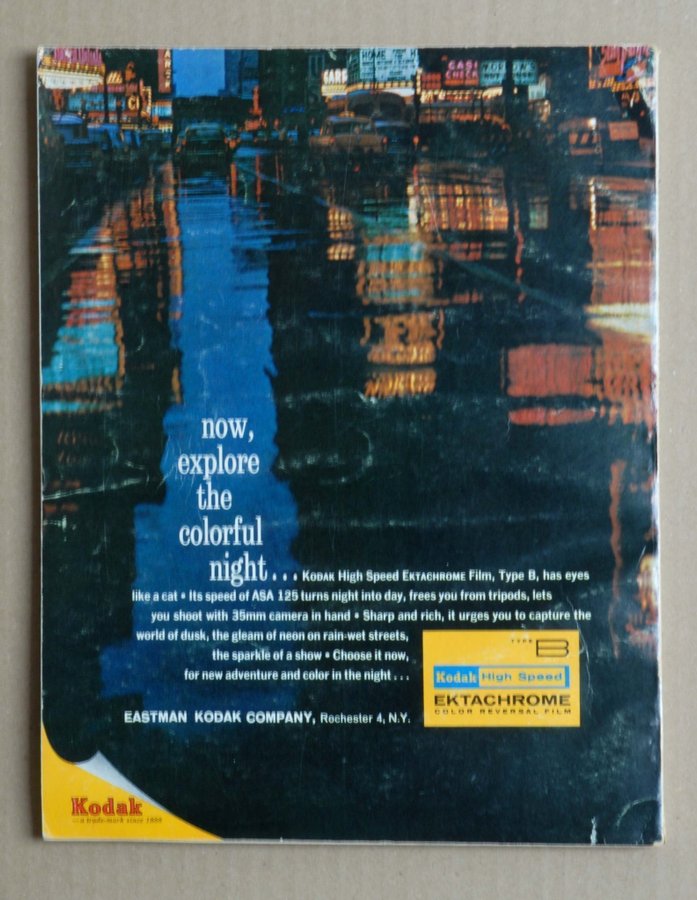 CASH
CHECK
now,
explore
the
colorful
night... KODAK High Speed EKTACHROME Film, Type B, has eyes
like a cat • Its speed of ASA 125 turns night into day, frees you from tripods, lets
you shoot with 35mm camera in hand • Sharp and rich, it urges you to capture the
world of dusk, the gleam of neon on rain-wet streets,
the sparkle of a show • Choose it now,
for new adventure and color in the night...
TYPE B
Kodak High Speed
EKTACHROME
COLOR REVERSAL FILM
EASTMAN KODAK COMPANY, Rochester 4, N.Y.
Kodak
—a trade-mark since 1888